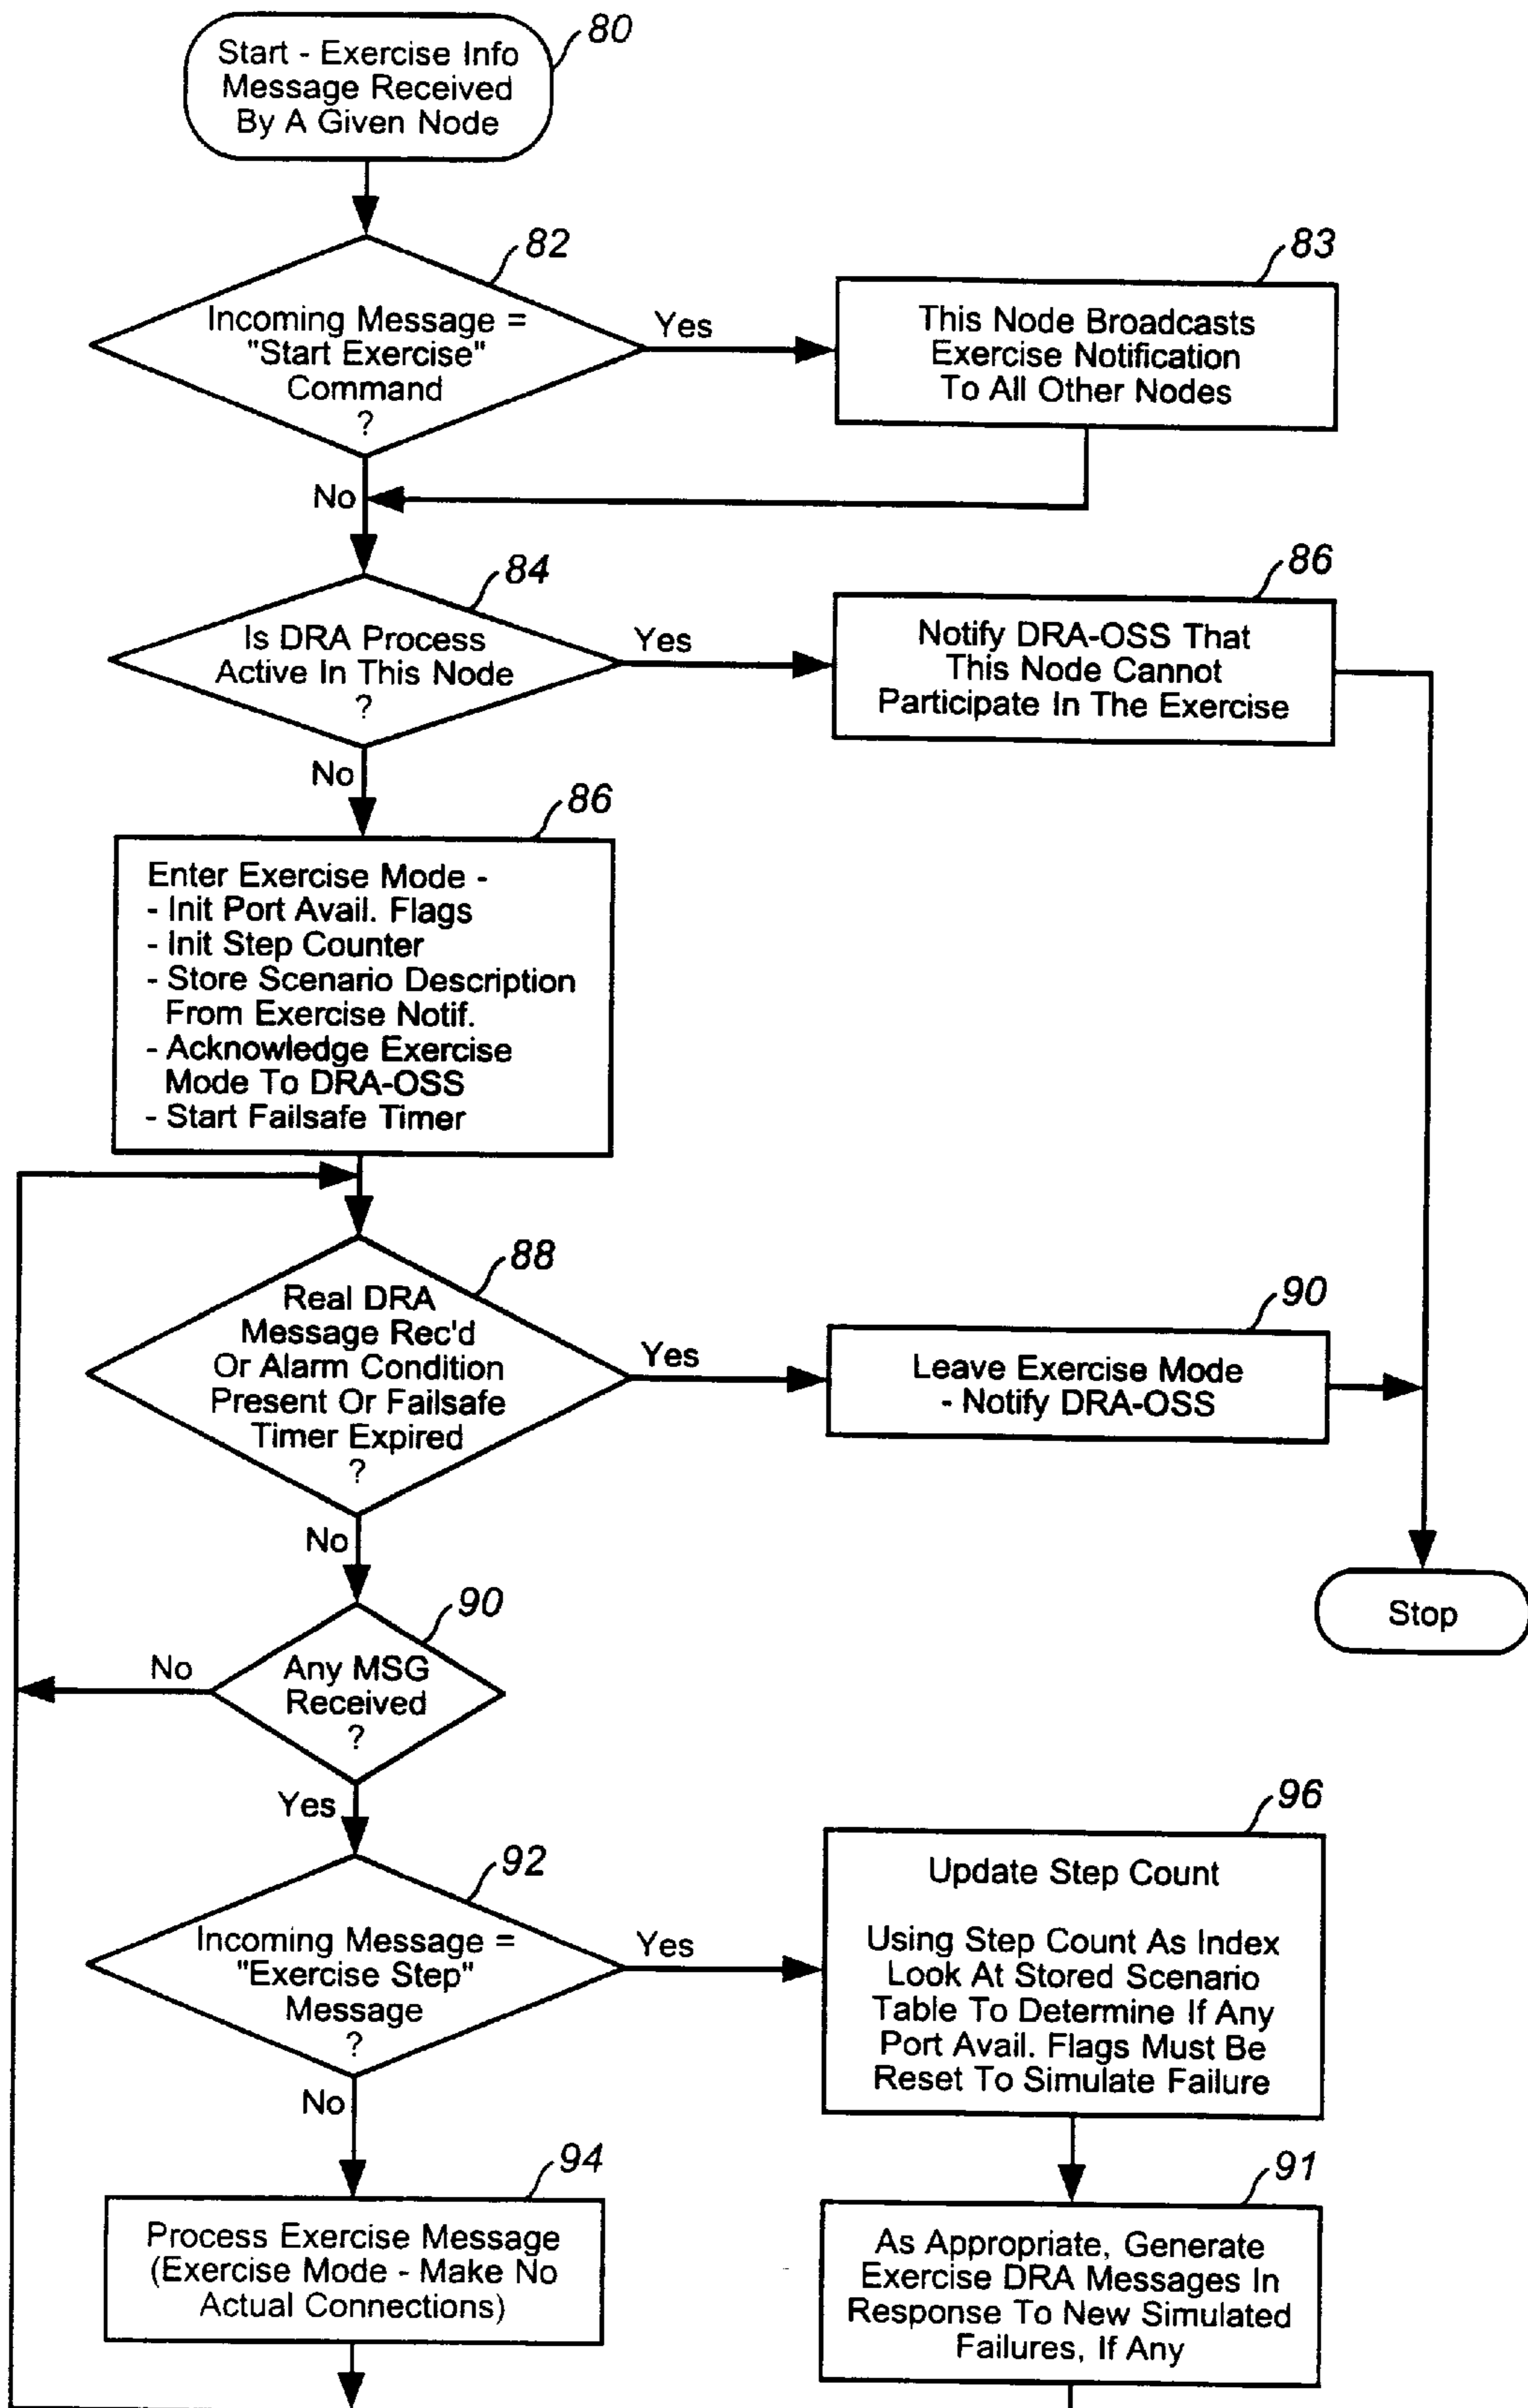 80
Start - Exercise Info
Message Received
By A Given Node
82
Incoming Message =
"Start Exercise"
Command
?
Yes
83
This Node Broadcasts
Exercise Notification
To All Other Nodes
No
84
Is DRA Process
Active In This Node
?
Yes
86
Notify DRA-OSS That
This Node Cannot
Participate In The Exercise
No
86
Enter Exercise Mode -
- Init Port Avail. Flags
- Init Step Counter
- Store Scenario Description
From Exercise Notif.
- Acknowledge Exercise
Mode To DRA-OSS
- Start Failsafe Timer
88
Real DRA
Message Rec'd
Or Alarm Condition
Present Or Failsafe
Timer Expired
?
Yes
90
Leave Exercise Mode
- Notify DRA-OSS
No
Stop
90
Any MSG
Received
?
No
Yes
92
Incoming Message =
"Exercise Step"
Message
?
Yes
96
Update Step Count
Using Step Count As Index
Look At Stored Scenario
Table To Determine If Any
Port Avail. Flags Must Be
Reset To Simulate Failure
No
94
Process Exercise Message
(Exercise Mode - Make No
Actual Connections)
91
As Appropriate, Generate
Exercise DRA Messages In
Response To New Simulated
Failures, If Any